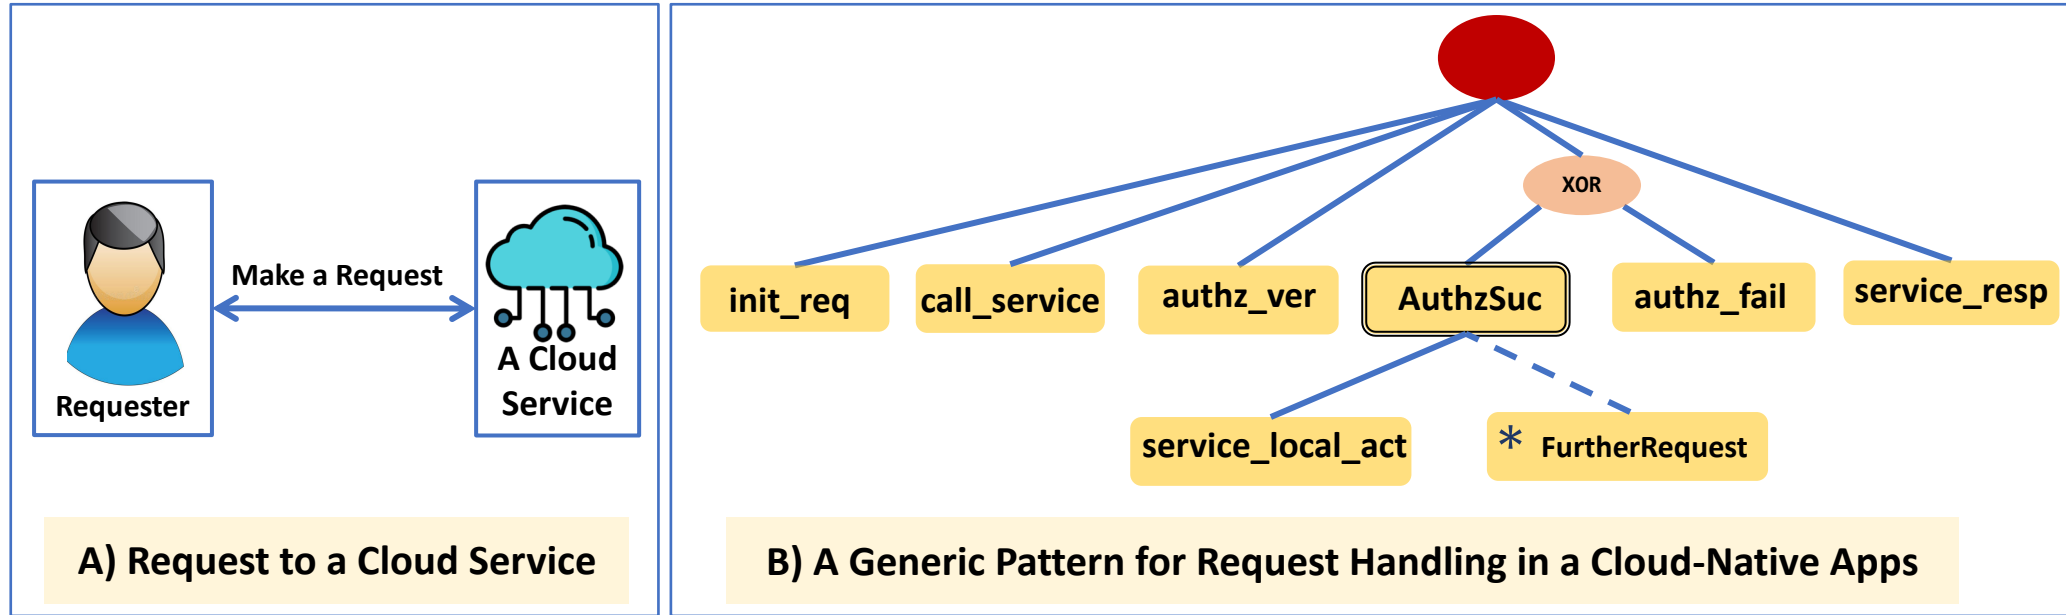 Make a Request
Requester
A Cloud
Service
A) Request to a Cloud Service
XOR
init_req
call_service
authz_ver
AuthzSuc
authz_fail
service_resp
service_local_act
* FurtherRequest
B) A Generic Pattern for Request Handling in a Cloud-Native Apps